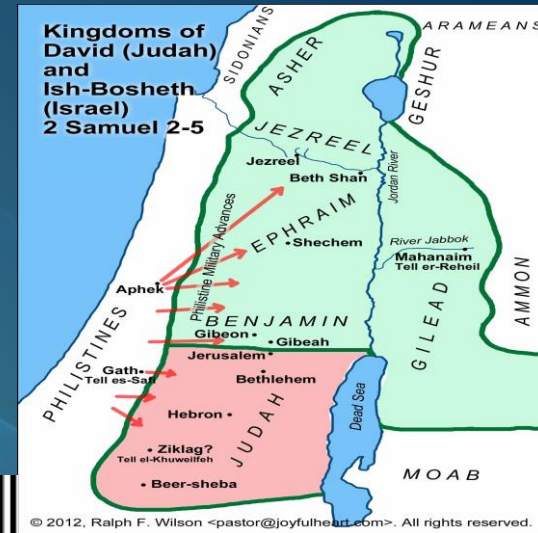 Kingdoms of
David (Judah)
and
Ish-Bosheth
(Israel)
2 Samuel 2-5
SIDONIANS
ASHER
ARAMEANS
GESHUR
JEZREEL
Jezreel
Beth Shan
Jordan River
Philistine Military Advances
EPHRAIM
Shechem
River Jabbok
Mahanaim
Tell er-Reheil
Aphek
GILEAD
AMMON
PHILISTINES
BENJAMIN
Gibeon
Gibeah
Jerusalem
Gath
Tell es-Safi
Bethlehem
Dead Sea
Hebron
JUDAH
Ziklag?
Tell el-Khuweilfeh
MOAB
Beer-sheba
© 2012, Ralph F. Wilson <pastor@joyfulheart.com>. All rights reserved.